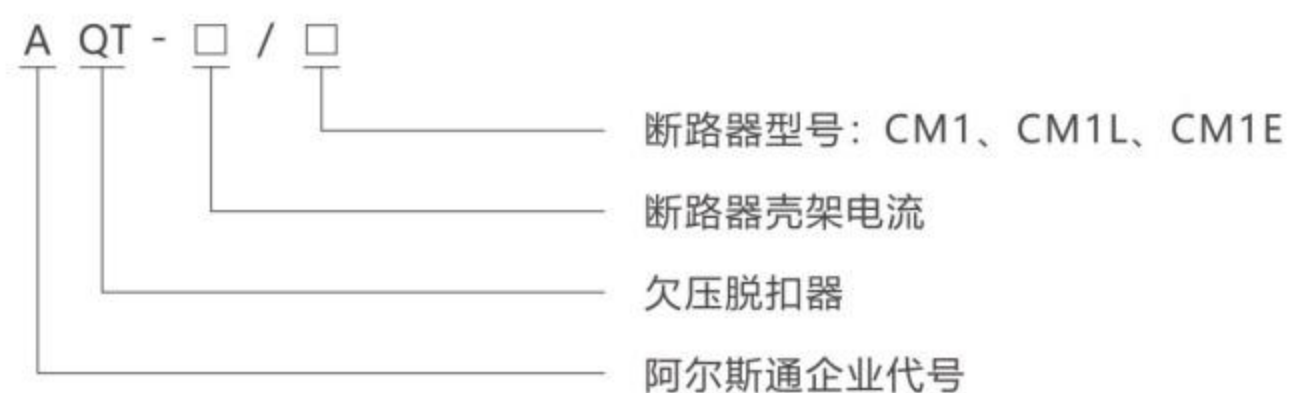 A QT - □ / □
断路器型号：CM1、CM1L、CM1E
断路器壳架电流
欠压脱扣器
阿尔斯通企业代号